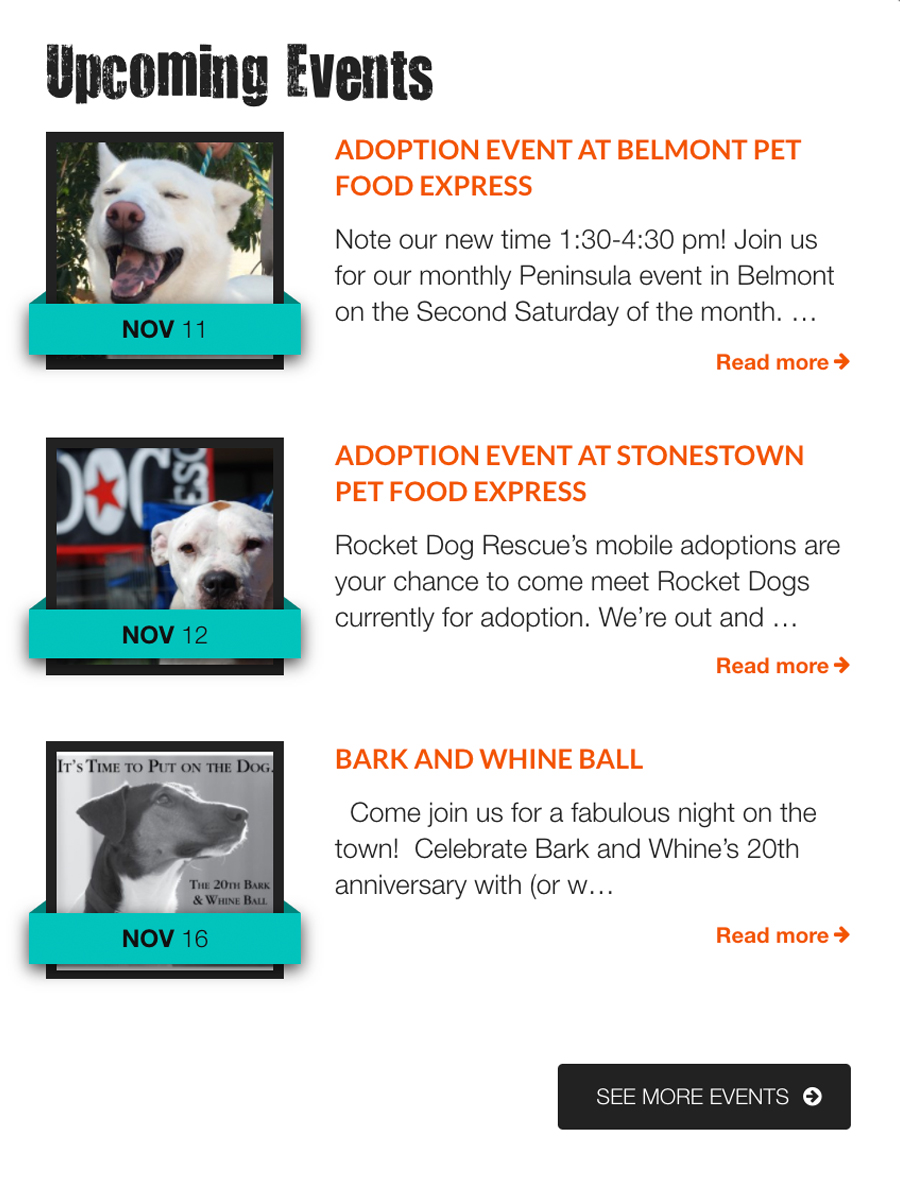 Upcoming Events
ADOPTION EVENT AT BELMONT PET
FOOD EXPRESS
Note our new time 1:30-4:30 pm! Join us
for our monthly Peninsula event in Belmont
on the Second Saturday of the month. …
NOV 11
Read more
ADOPTION EVENT AT STONESTOWN
PET FOOD EXPRESS
Rocket Dog Rescue’s mobile adoptions are
your chance to come meet Rocket Dogs
currently for adoption. We’re out and …
NOV 12
Read more
IT'S TIME TO PUT ON THE DOG.
THE 20TH BARK
& WHINE BALL
NOV 16
BARK AND WHINE BALL
Come join us for a fabulous night on the
town!  Celebrate Bark and Whine’s 20th
anniversary with (or w…
Read more
SEE MORE EVENTS